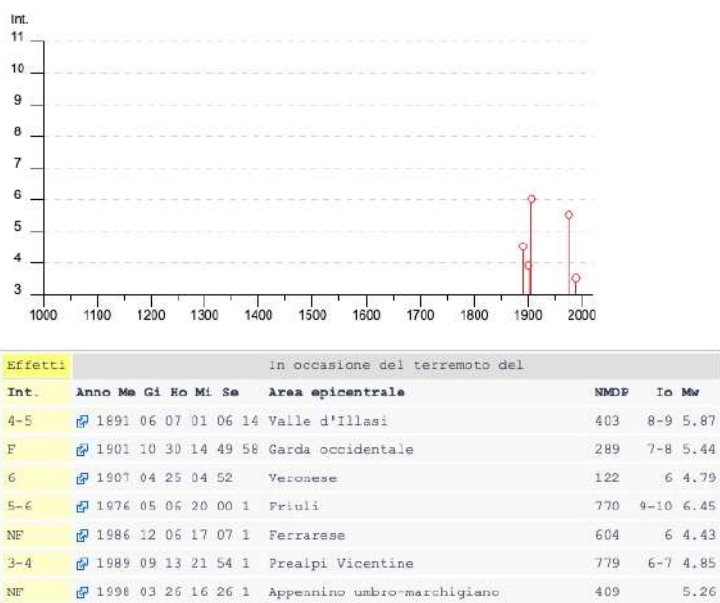 Int.
11
10
9
8
7
6
5
4
3
1000 1100 1200 1300 1400 1500 1600 1700 1800 1900 2000
Effetti In occasione del terremoto del
Int. Anno Me Gi Ho Mi Se Area epicentrale NMDP Io Mw
4-5 1891 06 07 01 06 14 Valle d'Illasi 403 8-9 5.87
F 1901 10 30 14 49 58 Garda occidentale 289 7-8 5.44
6 1907 04 25 04 52 Veronese 122 6 4.79
5-6 1976 05 06 20 00 1 Friuli 770 9-10 6.45
NF 1986 12 06 17 07 1 Ferrarese 604 6 4.43
3-4 1989 09 13 21 54 1 Prealpi Vicentine 779 6-7 4.85
NF 1998 03 26 16 26 1 Appennino umbro-marchigiano 409 5.26